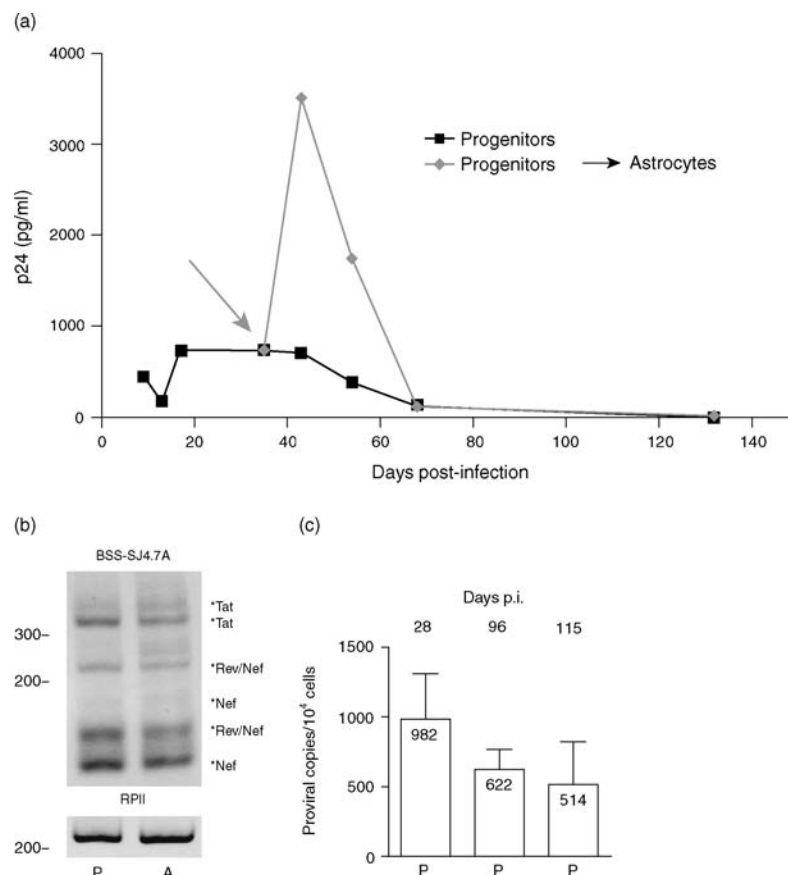 (a)
4000
3000
2000
1000
0
p24 (pg/ml)
Progenitors
Progenitors Astrocytes
0 20 40 60 80 100 120 140
Days post-infection
(b)
BSS-SJ4.7A
*Tat
*Tat
300–
*Rev/Nef
200–
*Nef
*Rev/Nef
*Nef
RPII
200–
P A
(c)
Days p.i.
28 96 115
1500
1000
500
0
Proviral copies/10⁴ cells
982
622
514
P P P